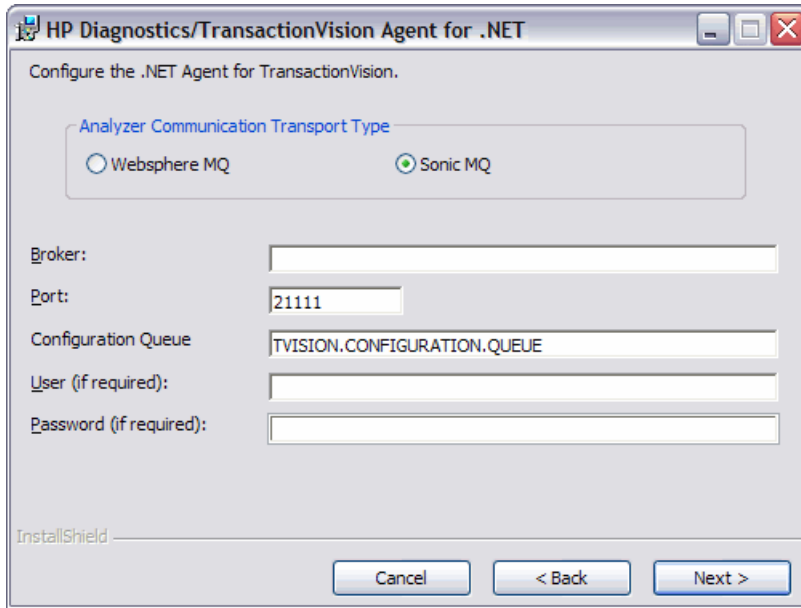 HP Diagnostics/TransactionVision Agent for .NET
Configure the .NET Agent for TransactionVision.
Analyzer Communication Transport Type
Websphere MQ
Sonic MQ
Broker:
Port:
21111
Configuration Queue
TVISION.CONFIGURATION.QUEUE
User (if required):
Password (if required):
InstallShield
Cancel
< Back
Next >